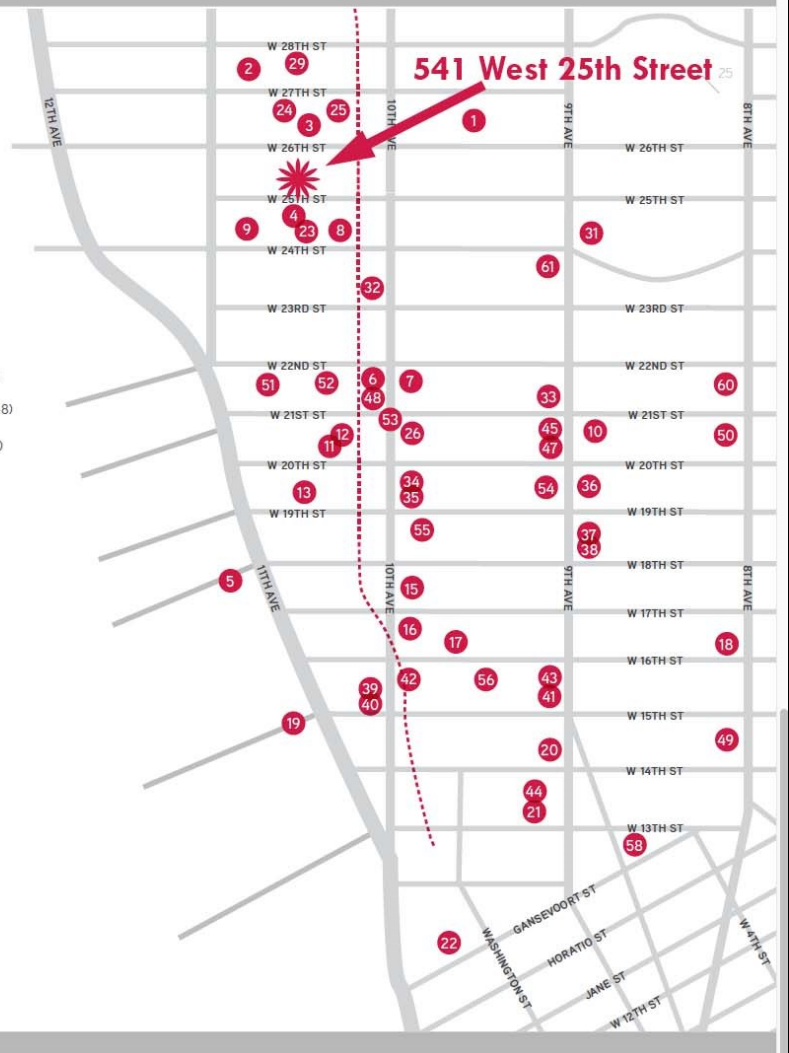 W 28TH ST
2
29
541 West 25th Street
25
W 27TH ST
12TH AVE
24
25
3
10TH AVE
1
9TH AVE
8TH AVE
W 26TH ST
W 26TH ST
W 25TH ST
W 25TH ST
4
9
23
8
31
W 24TH ST
61
32
W 23RD ST
W 23RD ST
W 22ND ST
W 22ND ST
51
52
6
7
60
48
33
8)
W 21ST ST
W 21ST ST
53
12
26
45
10
50
11
47
)
W 20TH ST
W 20TH ST
13
34
35
54
36
W 19TH ST
W 19TH ST
55
37
38
W 18TH ST
5
11TH AVE
10TH AVE
15
9TH AVE
8TH AVE
W 17TH ST
16
17
18
W 16TH ST
39
42
56
43
40
41
19
W 15TH ST
20
49
W 14TH ST
44
21
W 13TH ST
58
GANSEVOORT ST
22
WASHINGTON ST
HORATIO ST
W 4TH ST
JANE ST
W 12TH ST